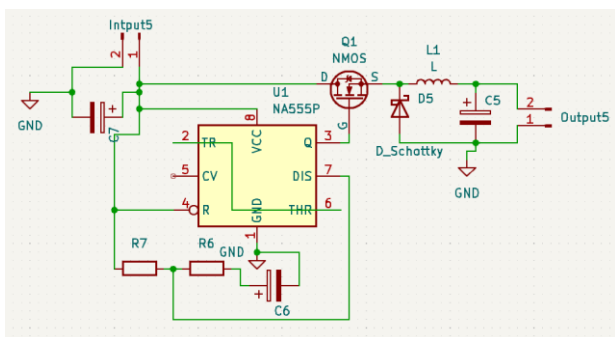 Intput5
2
1
GND
C7
Q1
NMOS
D
S
G
U1
NA555P
L1
L
D5
D_Schottky
C5
2
1
Output5
GND
8
VCC
2
TR
Q
3
5
CV
DIS
7
4
R
THR
6
GND
1
GND
R7
R6
C6